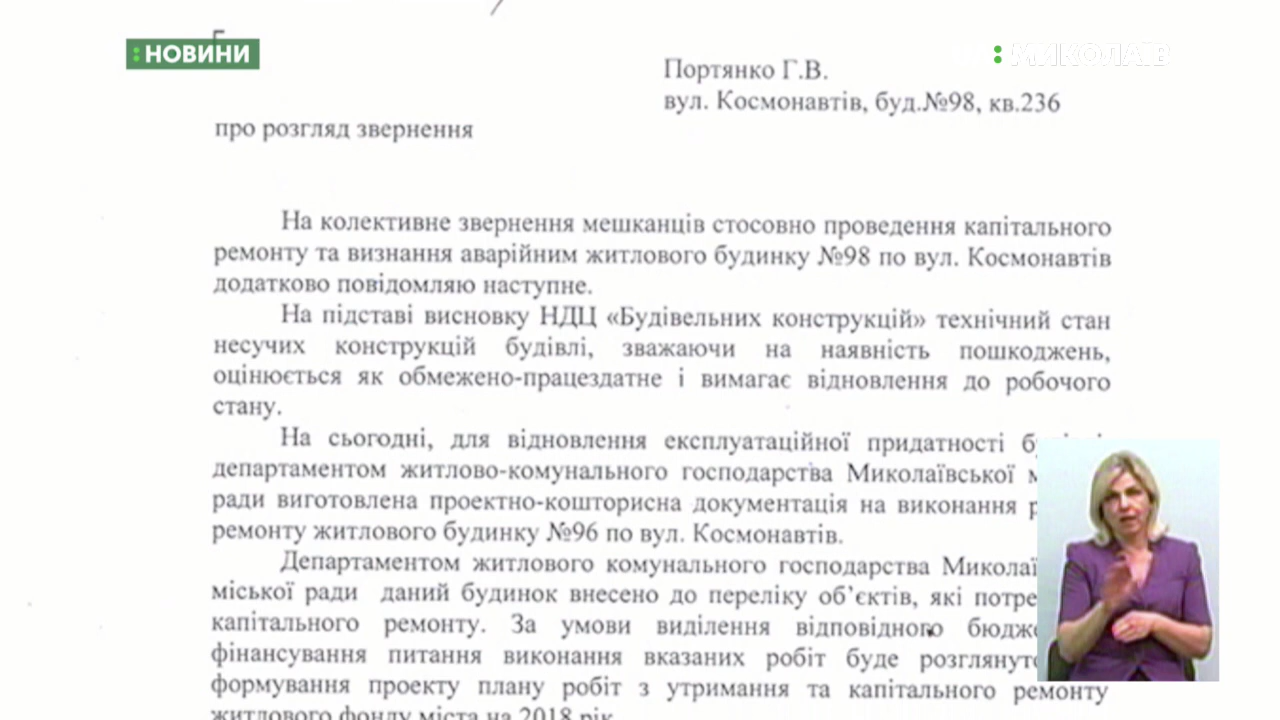 НОВИНИ
МИКОЛАЇВ
Портянко Г.В.
вул. Космонавтів, буд.№98, кв.236
про розгляд звернення
На колективне звернення мешканців стосовно проведення капітального
ремонту та визнання аварійним житлового будинку №98 по вул. Космонавтів
додатково повідомляю наступне.
На підставі висновку НДЦ «Будівельних конструкцій» технічний стан
несучих конструкцій будівлі, зважаючи на наявність пошкоджень,
оцінюється як обмежено-працездатне і вимагає відновлення до робочого
стану.
На сьогодні, для відновлення експлуатаційної придатності
департаментом житлово-комунального господарства Миколаївської
ради виготовлена проектно-кошторисна документація на виконання
ремонту житлового будинку №96 по вул. Космонавтів.
Департаментом житлового комунального господарства
міської ради даний будинок внесено до переліку об’єктів, які
капітального ремонту. За умови виділення відповідного
фінансування питання виконання вказаних робіт буде
формування проекту плану робіт з утримання та капітального ремонту
житлового фонду міста на 2018 рік.